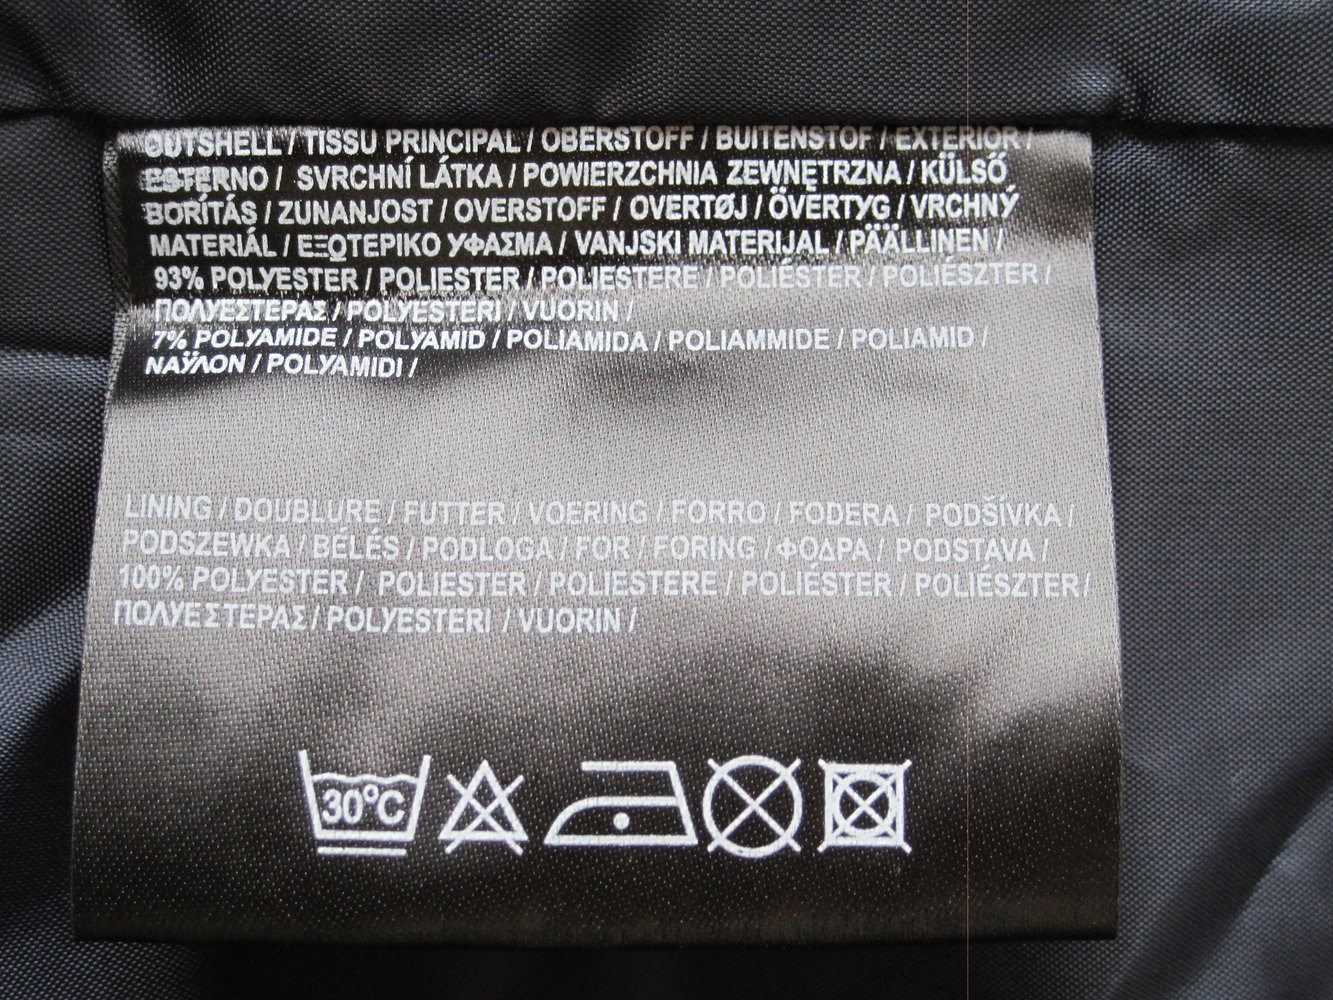 OUTSHELL / TISSU PRINCIPAL / OBERSTOFF / BUITENSTOF / EXTERIOR /
ESTERNO / SVRCHNÍ LÁTKA / POWIERZCHNIA ZEWNĘTRZNA / KÜLSŐ
BORÍTÁS / ZUNANJOST / OVERSTOFF / OVERTØJ / ÖVERTYG / VRCHNÝ
MATERIÁL / ΕΞΩΤΕΡΙΚΟ ΥΦΑΣΜΑ / VANJSKI MATERIJAL / PÄÄLLINEN /
93% POLYESTER / POLIESTER / POLIESTERE / POLIÉSTER / POLIÉSZTER /
ΠΟΛΥΕΣΤΕΡΑΣ / POLYESTERI / VUORIN /
7% POLYAMIDE / POLYAMID / POLIAMIDA / POLIAMMIDE / POLIAMID /
ΝΑΫΛΟΝ / POLYAMIDI /
LINING / DOUBLURE / FUTTER / VOERING / FORRO / FODERA / PODŠÍVKA /
PODSZEWKA / BÉLÉS / PODLOGA / FOR / FORING / ΦΟΔΡΑ / PODSTAVA /
100% POLYESTER / POLIESTER / POLIESTERE / POLIÉSTER / POLIÉSZTER /
ΠΟΛΥΕΣΤΕΡΑΣ / POLYESTERI / VUORIN /
30°C